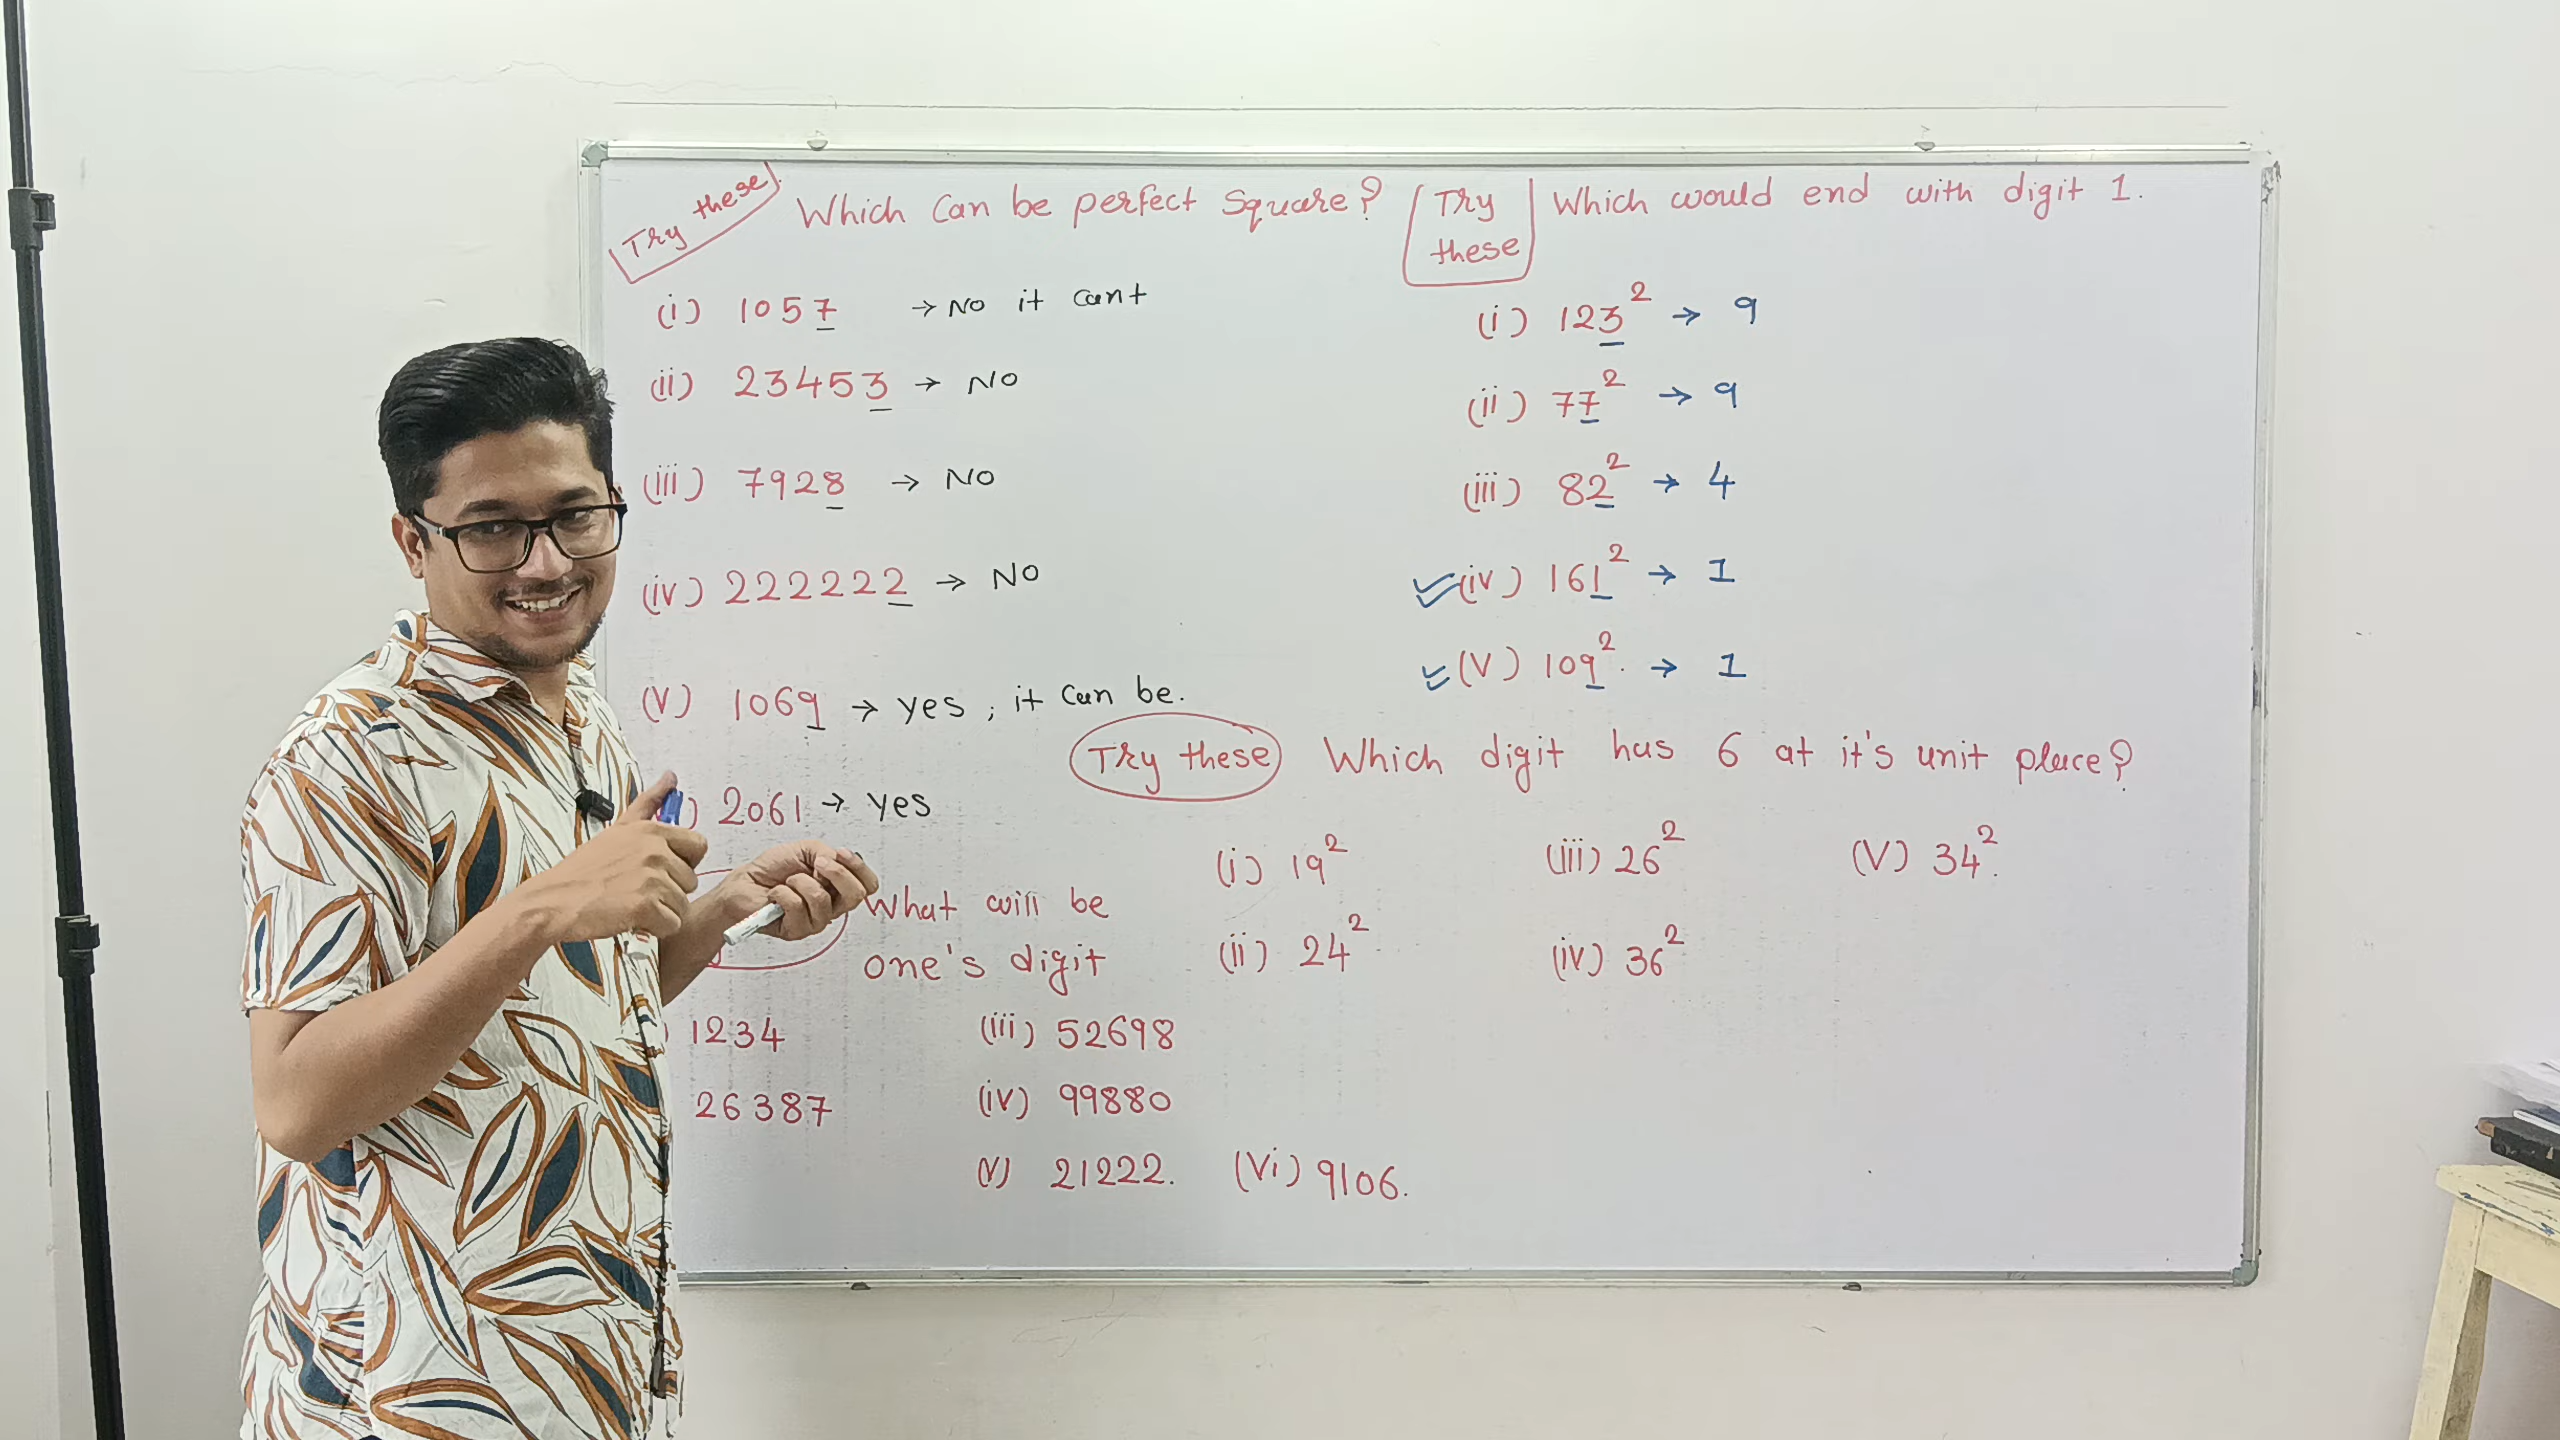 Try these
Which can be perfect Square?
(i) 1057 → No it cant
(ii) 23453 → No
(iii) 7928 → No
(iv) 222222 → No
(V) 1069 → yes, it can be.
) 2061 → yes
Try these
Which would end with digit 1.
(i) 123² → 9
(ii) 77² → 9
(iii) 82² → 4
(iv) 161² → 1
(V) 109². → 1
Try these Which digit has 6 at it's unit place?
(i) 19² (iii) 26² (V) 34².
(ii) 24² (iv) 36²
What will be
one's digit
) 1234 (iii) 52698
26387 (iv) 99880
(V) 21222. (Vi) 9106.